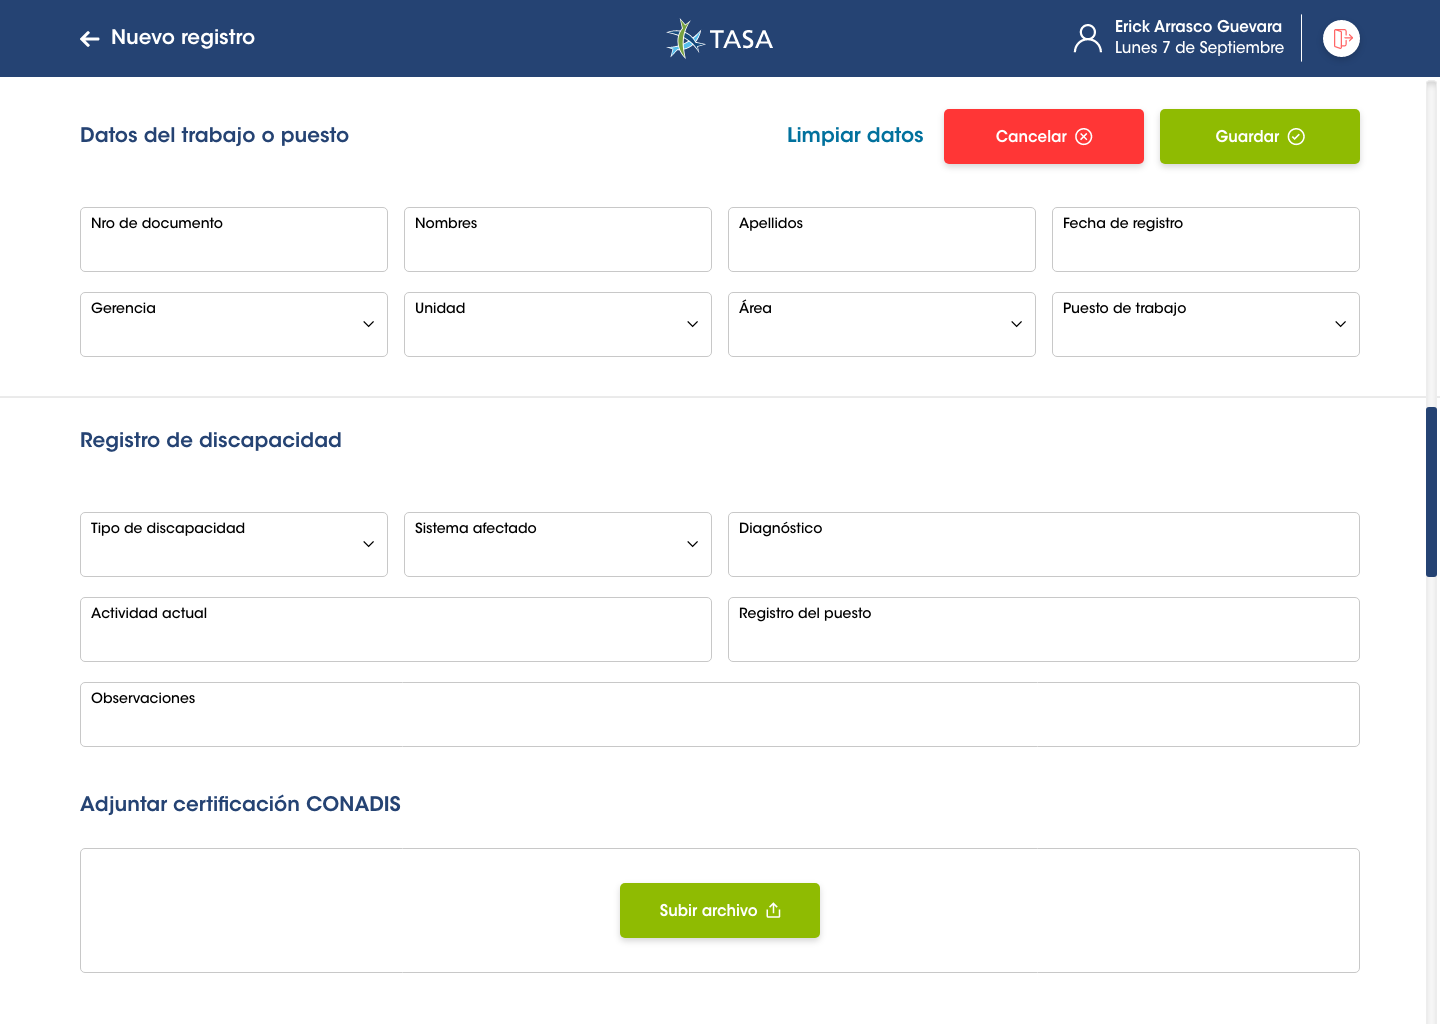 Nuevo registro
TASA
Erick Arrasco Guevara
Lunes 7 de Septiembre
Datos del trabajo o puesto
Limpiar datos
Cancelar
Guardar
Nro de documento
Nombres
Apellidos
Fecha de registro
Gerencia
Unidad
Área
Puesto de trabajo
Registro de discapacidad
Tipo de discapacidad
Sistema afectado
Diagnóstico
Actividad actual
Registro del puesto
Observaciones
Adjuntar certificación CONADIS
Subir archivo